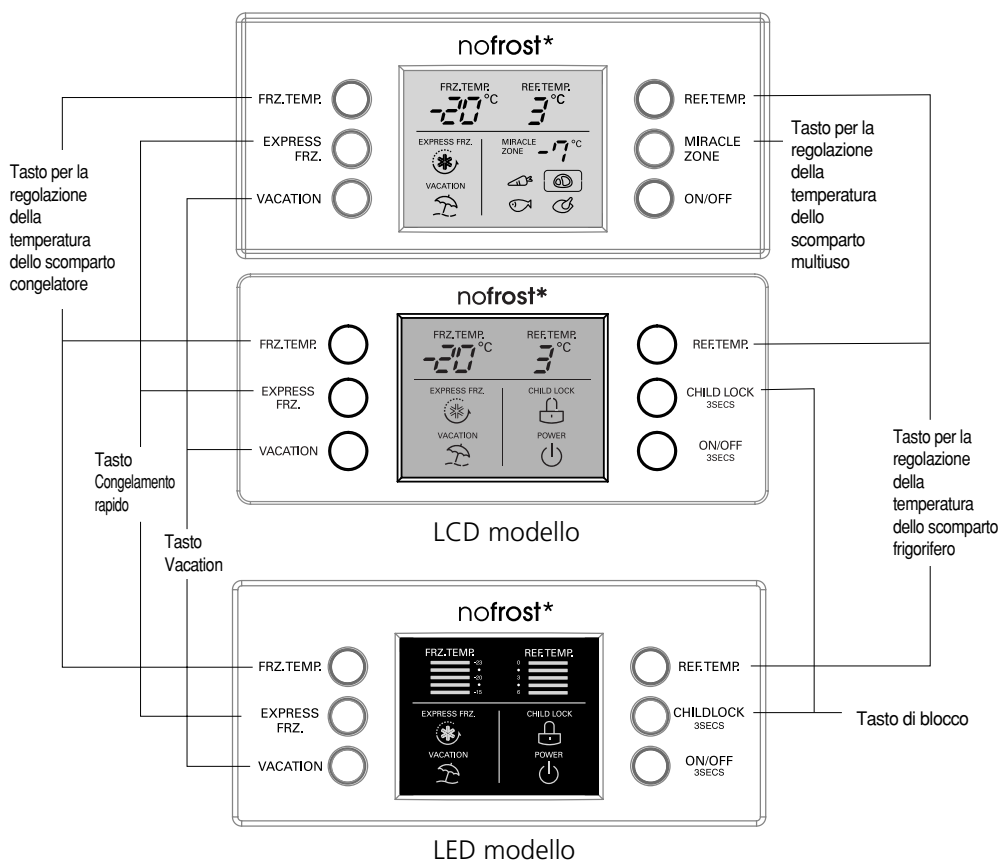 nofrost*
FRZ.TEMP.
EXPRESS
FRZ.
VACATION
FRZ.TEMP.
-20 °C
REF.TEMP.
3 °C
EXPRESS FRZ.
VACATION
MIRACLE
ZONE
-7 °C
REF.TEMP.
MIRACLE
ZONE
ON/OFF
Tasto per la
regolazione
della
temperatura
dello scomparto
congelatore
Tasto per la
regolazione
della
temperatura
dello
scomparto
multiuso
nofrost*
FRZ.TEMP.
EXPRESS
FRZ.
VACATION
FRZ.TEMP.
-20 °C
REF.TEMP.
3 °C
EXPRESS FRZ.
CHILD LOCK
VACATION
POWER
REF.TEMP.
CHILD LOCK
3SECS
ON/OFF
3SECS
LCD modello
Tasto
Congelamento
rapido
Tasto
Vacation
Tasto per la
regolazione
della
temperatura
dello scomparto
frigorifero
nofrost*
FRZ.TEMP.
EXPRESS
FRZ.
VACATION
FRZ.TEMP.
-23
-20
-15
REF.TEMP.
0
3
6
EXPRESS FRZ.
CHILD LOCK
VACATION
POWER
REF.TEMP.
CHILDLOCK
3SECS
ON/OFF
3SECS
Tasto di blocco
LED modello